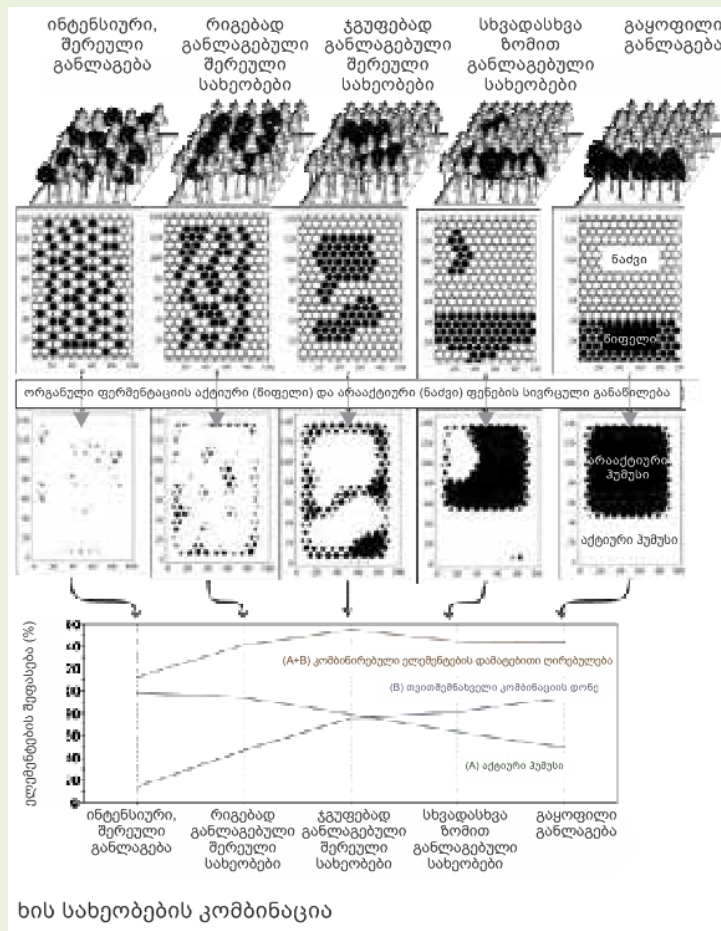 ინტენსიური,
შერეული
განლაგება
რიგებად
განლაგებული
შერეული
სახეობები
ჯგუფებად
განლაგებული
შერეული
სახეობები
სხვადასხვა
ზომით
განლაგებული
სახეობები
გაყოფილი
განლაგება
ნაძვი
წიფელი
ორგანული ფერმენტაციის აქტიური (წიფელი) და არააქტიური (ნაძვი) ფენების სივრცული განაწილება
არააქტიური
ჰუმუსი
აქტიური ჰუმუსი
ელემენტების შეფასება (%)
(A+B) კომბინირებული ელემენტების დამატებითი ღირებულება
(B) თვითშემნახველი კომბინაციის დონე
(A) აქტიური ჰუმუსი
ინტენსიური,
შერეული
განლაგება
რიგებად
განლაგებული
შერეული
სახეობები
ჯგუფებად
განლაგებული
შერეული
სახეობები
სხვადასხვა
ზომით
განლაგებული
სახეობები
გაყოფილი
განლაგება
ხის სახეობების კომბინაცია